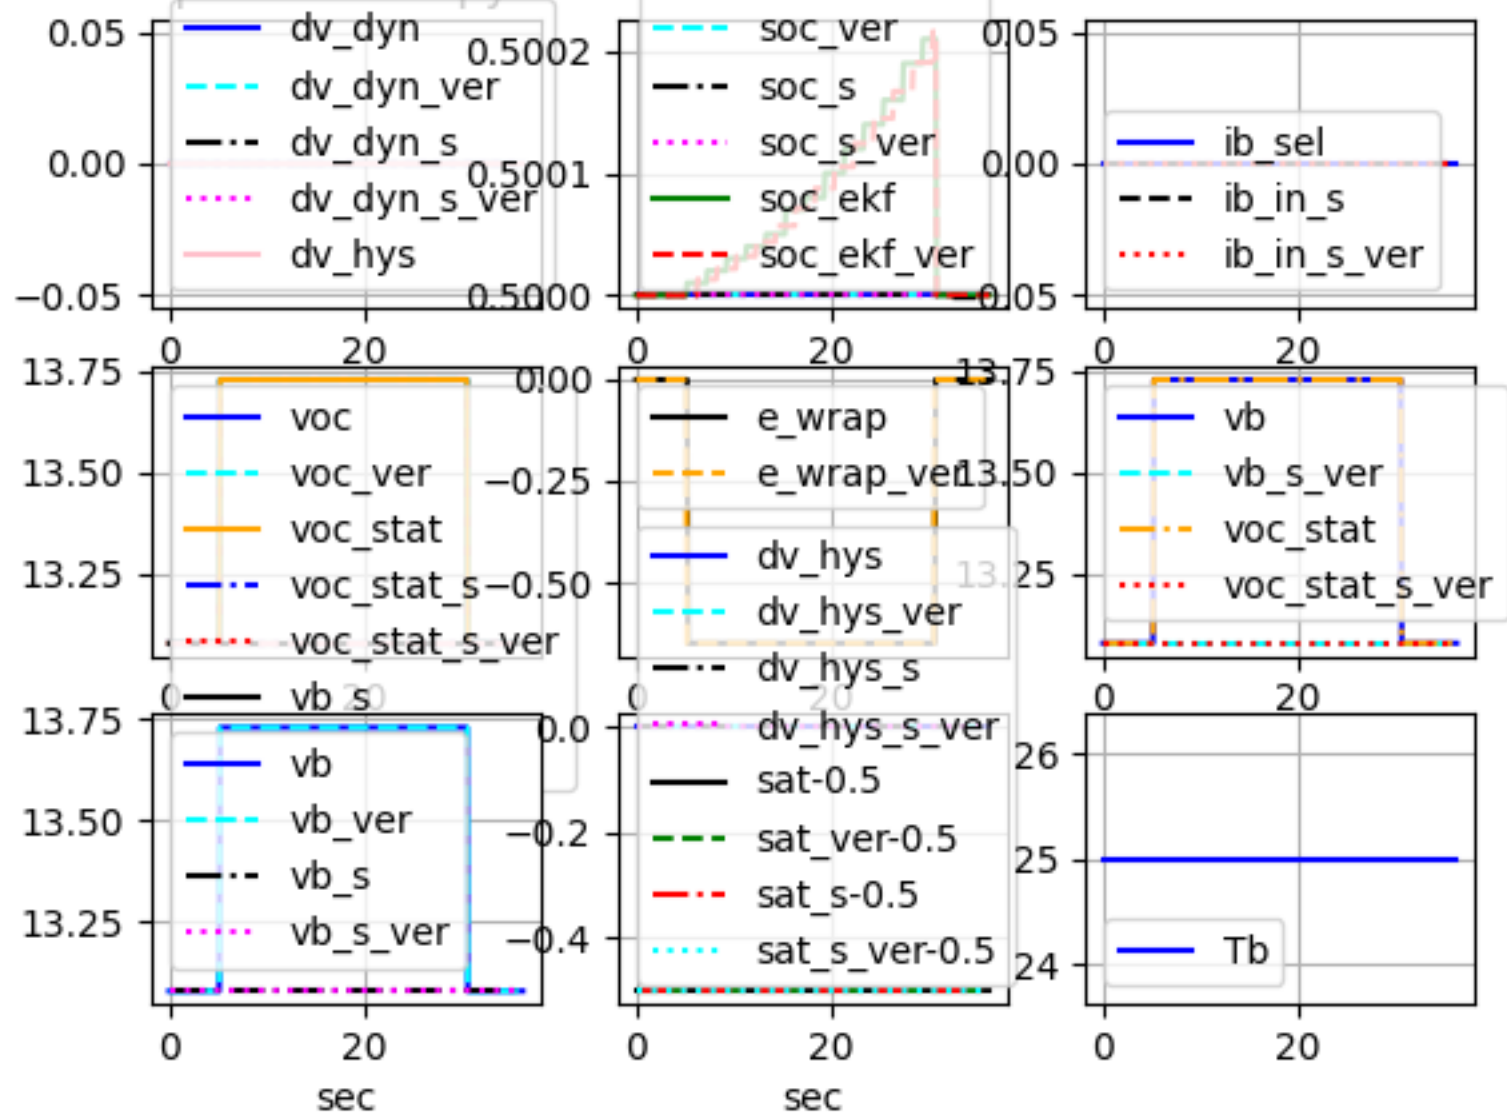 0.05
0.00
−0.05
dv_dyn
dv_dyn_ver
dv_dyn_s
dv_dyn_s_ver
dv_hys
0 20
0.5002
0.5001
0.5000
soc_ver
soc_s
soc_s_ver
soc_ekf
soc_ekf_ver
0 20
0.05
0.00
−0.05
ib_sel
ib_in_s
ib_in_s_ver
0 20
13.75
13.50
13.25
voc
voc_ver
voc_stat
voc_stat_s
voc_stat_s_ver
vb_s
0 20
0.00
−0.25
−0.50
e_wrap
e_wrap_ver
0 20
13.75
13.50
13.25
vb
vb_s_ver
voc_stat
voc_stat_s_ver
0 20
13.75
13.50
13.25
vb
vb_ver
vb_s
vb_s_ver
0 20
sec
0.0
−0.2
−0.4
dv_hys
dv_hys_ver
dv_hys_s
dv_hys_s_ver
sat-0.5
sat_ver-0.5
sat_s-0.5
sat_s_ver-0.5
0 20
sec
26
25
24
Tb
0 20